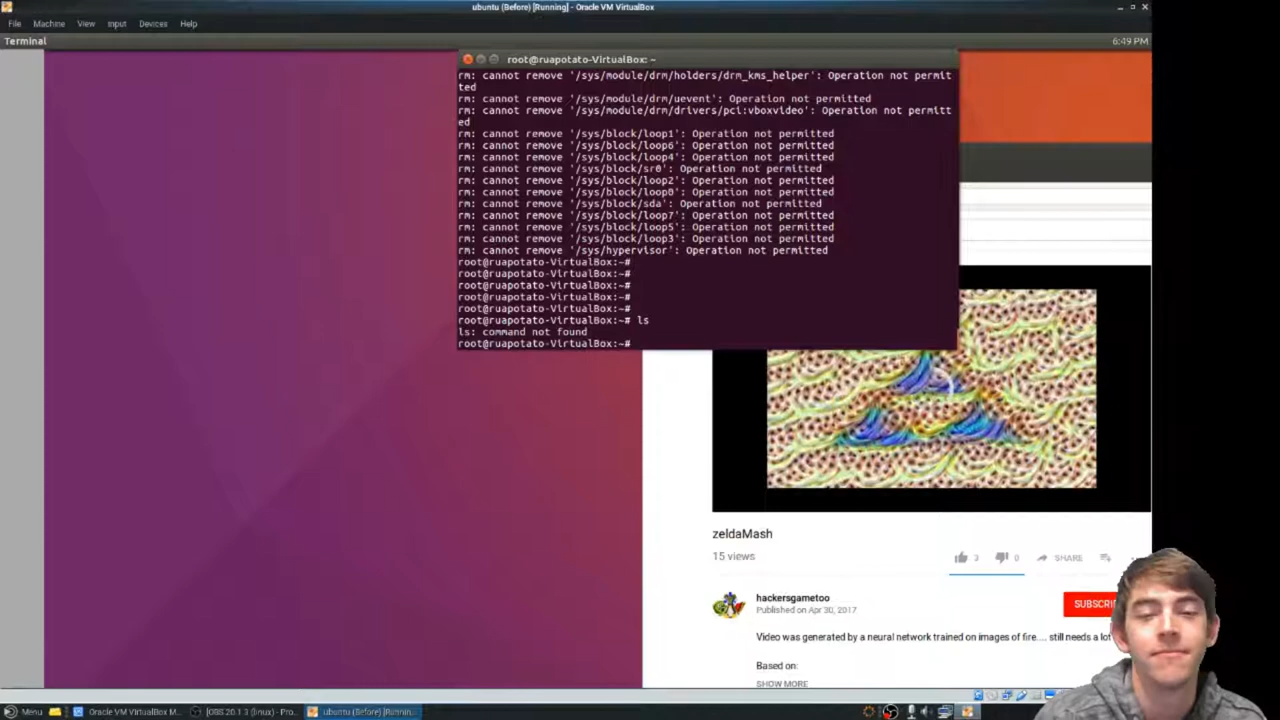 ubuntu (Before) [Running] - Oracle VM VirtualBox
File Machine View Input Devices Help
Terminal 6:49 PM
root@ruapotato-VirtualBox: ~
rm: cannot remove '/sys/module/drm/holders/drm_kms_helper': Operation not permit
ted
rm: cannot remove '/sys/module/drm/uevent': Operation not permitted
rm: cannot remove '/sys/module/drm/drivers/pci:vboxvideo': Operation not permitt
ed
rm: cannot remove '/sys/block/loop1': Operation not permitted
rm: cannot remove '/sys/block/loop6': Operation not permitted
rm: cannot remove '/sys/block/loop4': Operation not permitted
rm: cannot remove '/sys/block/sr0': Operation not permitted
rm: cannot remove '/sys/block/loop2': Operation not permitted
rm: cannot remove '/sys/block/loop0': Operation not permitted
rm: cannot remove '/sys/block/sda': Operation not permitted
rm: cannot remove '/sys/block/loop7': Operation not permitted
rm: cannot remove '/sys/block/loop5': Operation not permitted
rm: cannot remove '/sys/block/loop3': Operation not permitted
rm: cannot remove '/sys/hypervisor': Operation not permitted
root@ruapotato-VirtualBox:~#
root@ruapotato-VirtualBox:~#
root@ruapotato-VirtualBox:~#
root@ruapotato-VirtualBox:~#
root@ruapotato-VirtualBox:~#
root@ruapotato-VirtualBox:~# ls
ls: command not found
root@ruapotato-VirtualBox:~#
zeldaMash
15 views
3 0 SHARE
hackersgametoo
Published on Apr 30, 2017
SUBSCRI
Video was generated by a neural network trained on images of fire.... still needs a lot
Based on:
SHOW MORE
Menu Oracle VM VirtualBox M... [OBS 20.1.3 (linux) - Pro... ubuntu (Before) [Runnin...